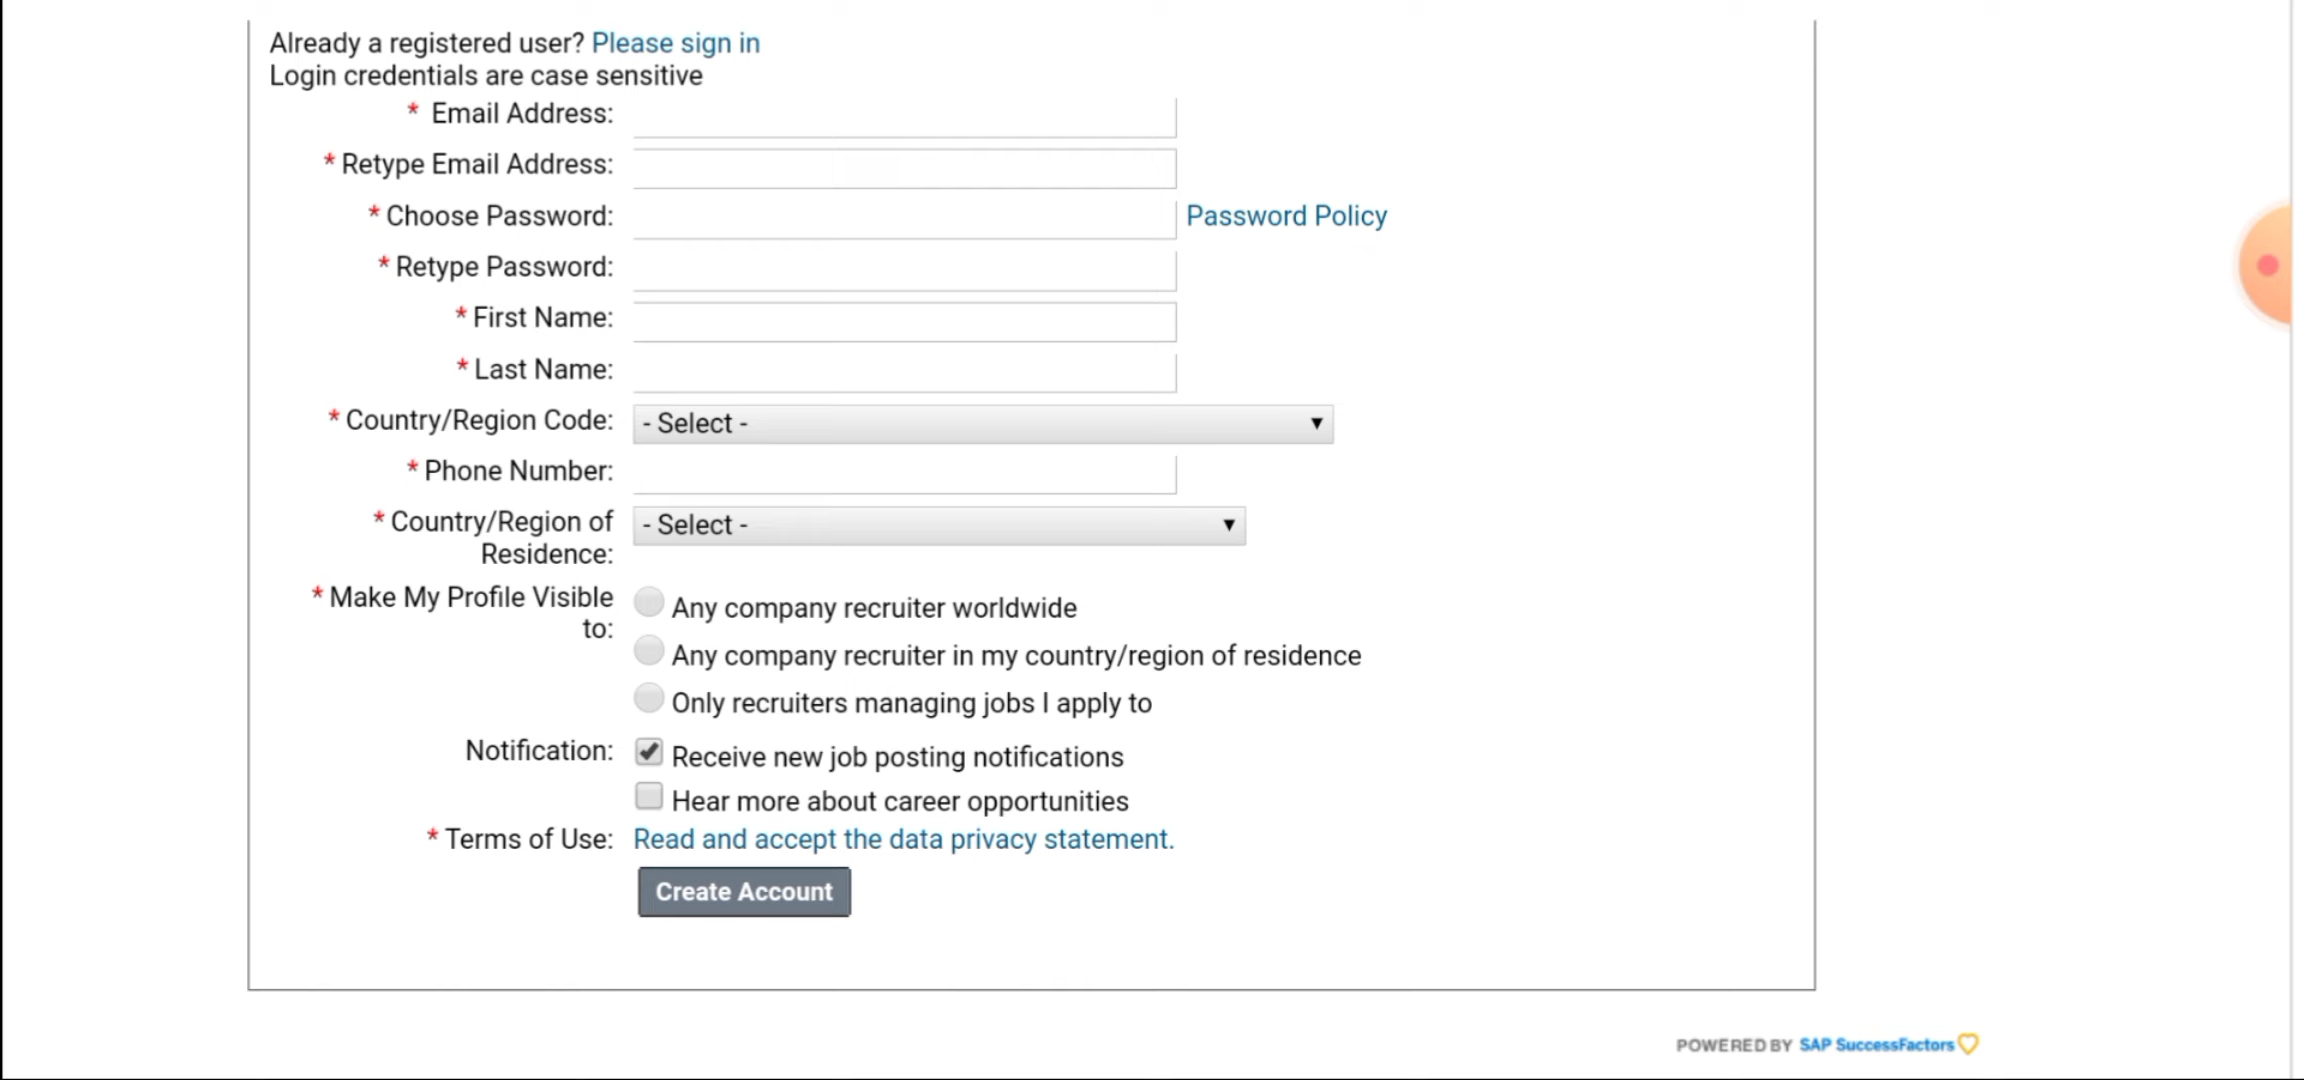 Already a registered user? Please sign in
Login credentials are case sensitive
* Email Address:
* Retype Email Address:
* Choose Password: Password Policy
* Retype Password:
* First Name:
* Last Name:
* Country/Region Code: - Select -
* Phone Number:
* Country/Region of Residence: - Select -
* Make My Profile Visible to:
Any company recruiter worldwide
Any company recruiter in my country/region of residence
Only recruiters managing jobs I apply to
Notification: Receive new job posting notifications
Hear more about career opportunities
* Terms of Use: Read and accept the data privacy statement.
Create Account
POWERED BY SAP SuccessFactors